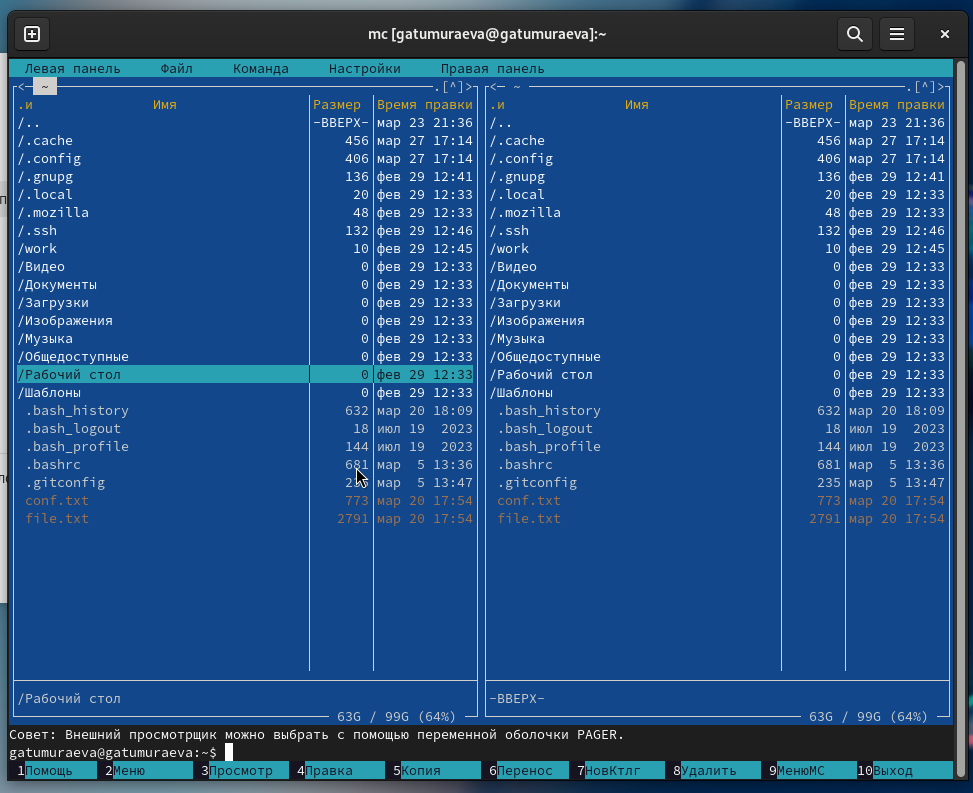 mc [gatumuraeva@gatumuraeva]:~
Левая панель Файл Команда Настройки Правая панель
<─ ~ .[^]> <─ ~ .[^]>
.и Имя Размер Время правки .и Имя Размер Время правки
/.. -ВВЕРХ- мар 23 21:36 /.. -ВВЕРХ- мар 23 21:36
/.cache 456 мар 27 17:14 /.cache 456 мар 27 17:14
/.config 406 мар 27 17:14 /.config 406 мар 27 17:14
/.gnupg 136 фев 29 12:41 /.gnupg 136 фев 29 12:41
/.local 20 фев 29 12:33 /.local 20 фев 29 12:33
/.mozilla 48 фев 29 12:33 /.mozilla 48 фев 29 12:33
/.ssh 132 фев 29 12:46 /.ssh 132 фев 29 12:46
/work 10 фев 29 12:45 /work 10 фев 29 12:45
/Видео 0 фев 29 12:33 /Видео 0 фев 29 12:33
/Документы 0 фев 29 12:33 /Документы 0 фев 29 12:33
/Загрузки 0 фев 29 12:33 /Загрузки 0 фев 29 12:33
/Изображения 0 фев 29 12:33 /Изображения 0 фев 29 12:33
/Музыка 0 фев 29 12:33 /Музыка 0 фев 29 12:33
/Общедоступные 0 фев 29 12:33 /Общедоступные 0 фев 29 12:33
/Рабочий стол 0 фев 29 12:33 /Рабочий стол 0 фев 29 12:33
/Шаблоны 0 фев 29 12:33 /Шаблоны 0 фев 29 12:33
.bash_history 632 мар 20 18:09 .bash_history 632 мар 20 18:09
.bash_logout 18 июл 19 2023 .bash_logout 18 июл 19 2023
.bash_profile 144 июл 19 2023 .bash_profile 144 июл 19 2023
.bashrc 681 мар 5 13:36 .bashrc 681 мар 5 13:36
.gitconfig 235 мар 5 13:47 .gitconfig 235 мар 5 13:47
conf.txt 773 мар 20 17:54 conf.txt 773 мар 20 17:54
file.txt 2791 мар 20 17:54 file.txt 2791 мар 20 17:54
/Рабочий стол -ВВЕРХ-
63G / 99G (64%) 63G / 99G (64%)
Совет: Внешний просмотрщик можно выбрать с помощью переменной оболочки PAGER.
gatumuraeva@gatumuraeva:~$
1Помощь 2Меню 3Просмотр 4Правка 5Копия 6Перенос 7НовКтлг 8Удалить 9МенюMC 10Выход